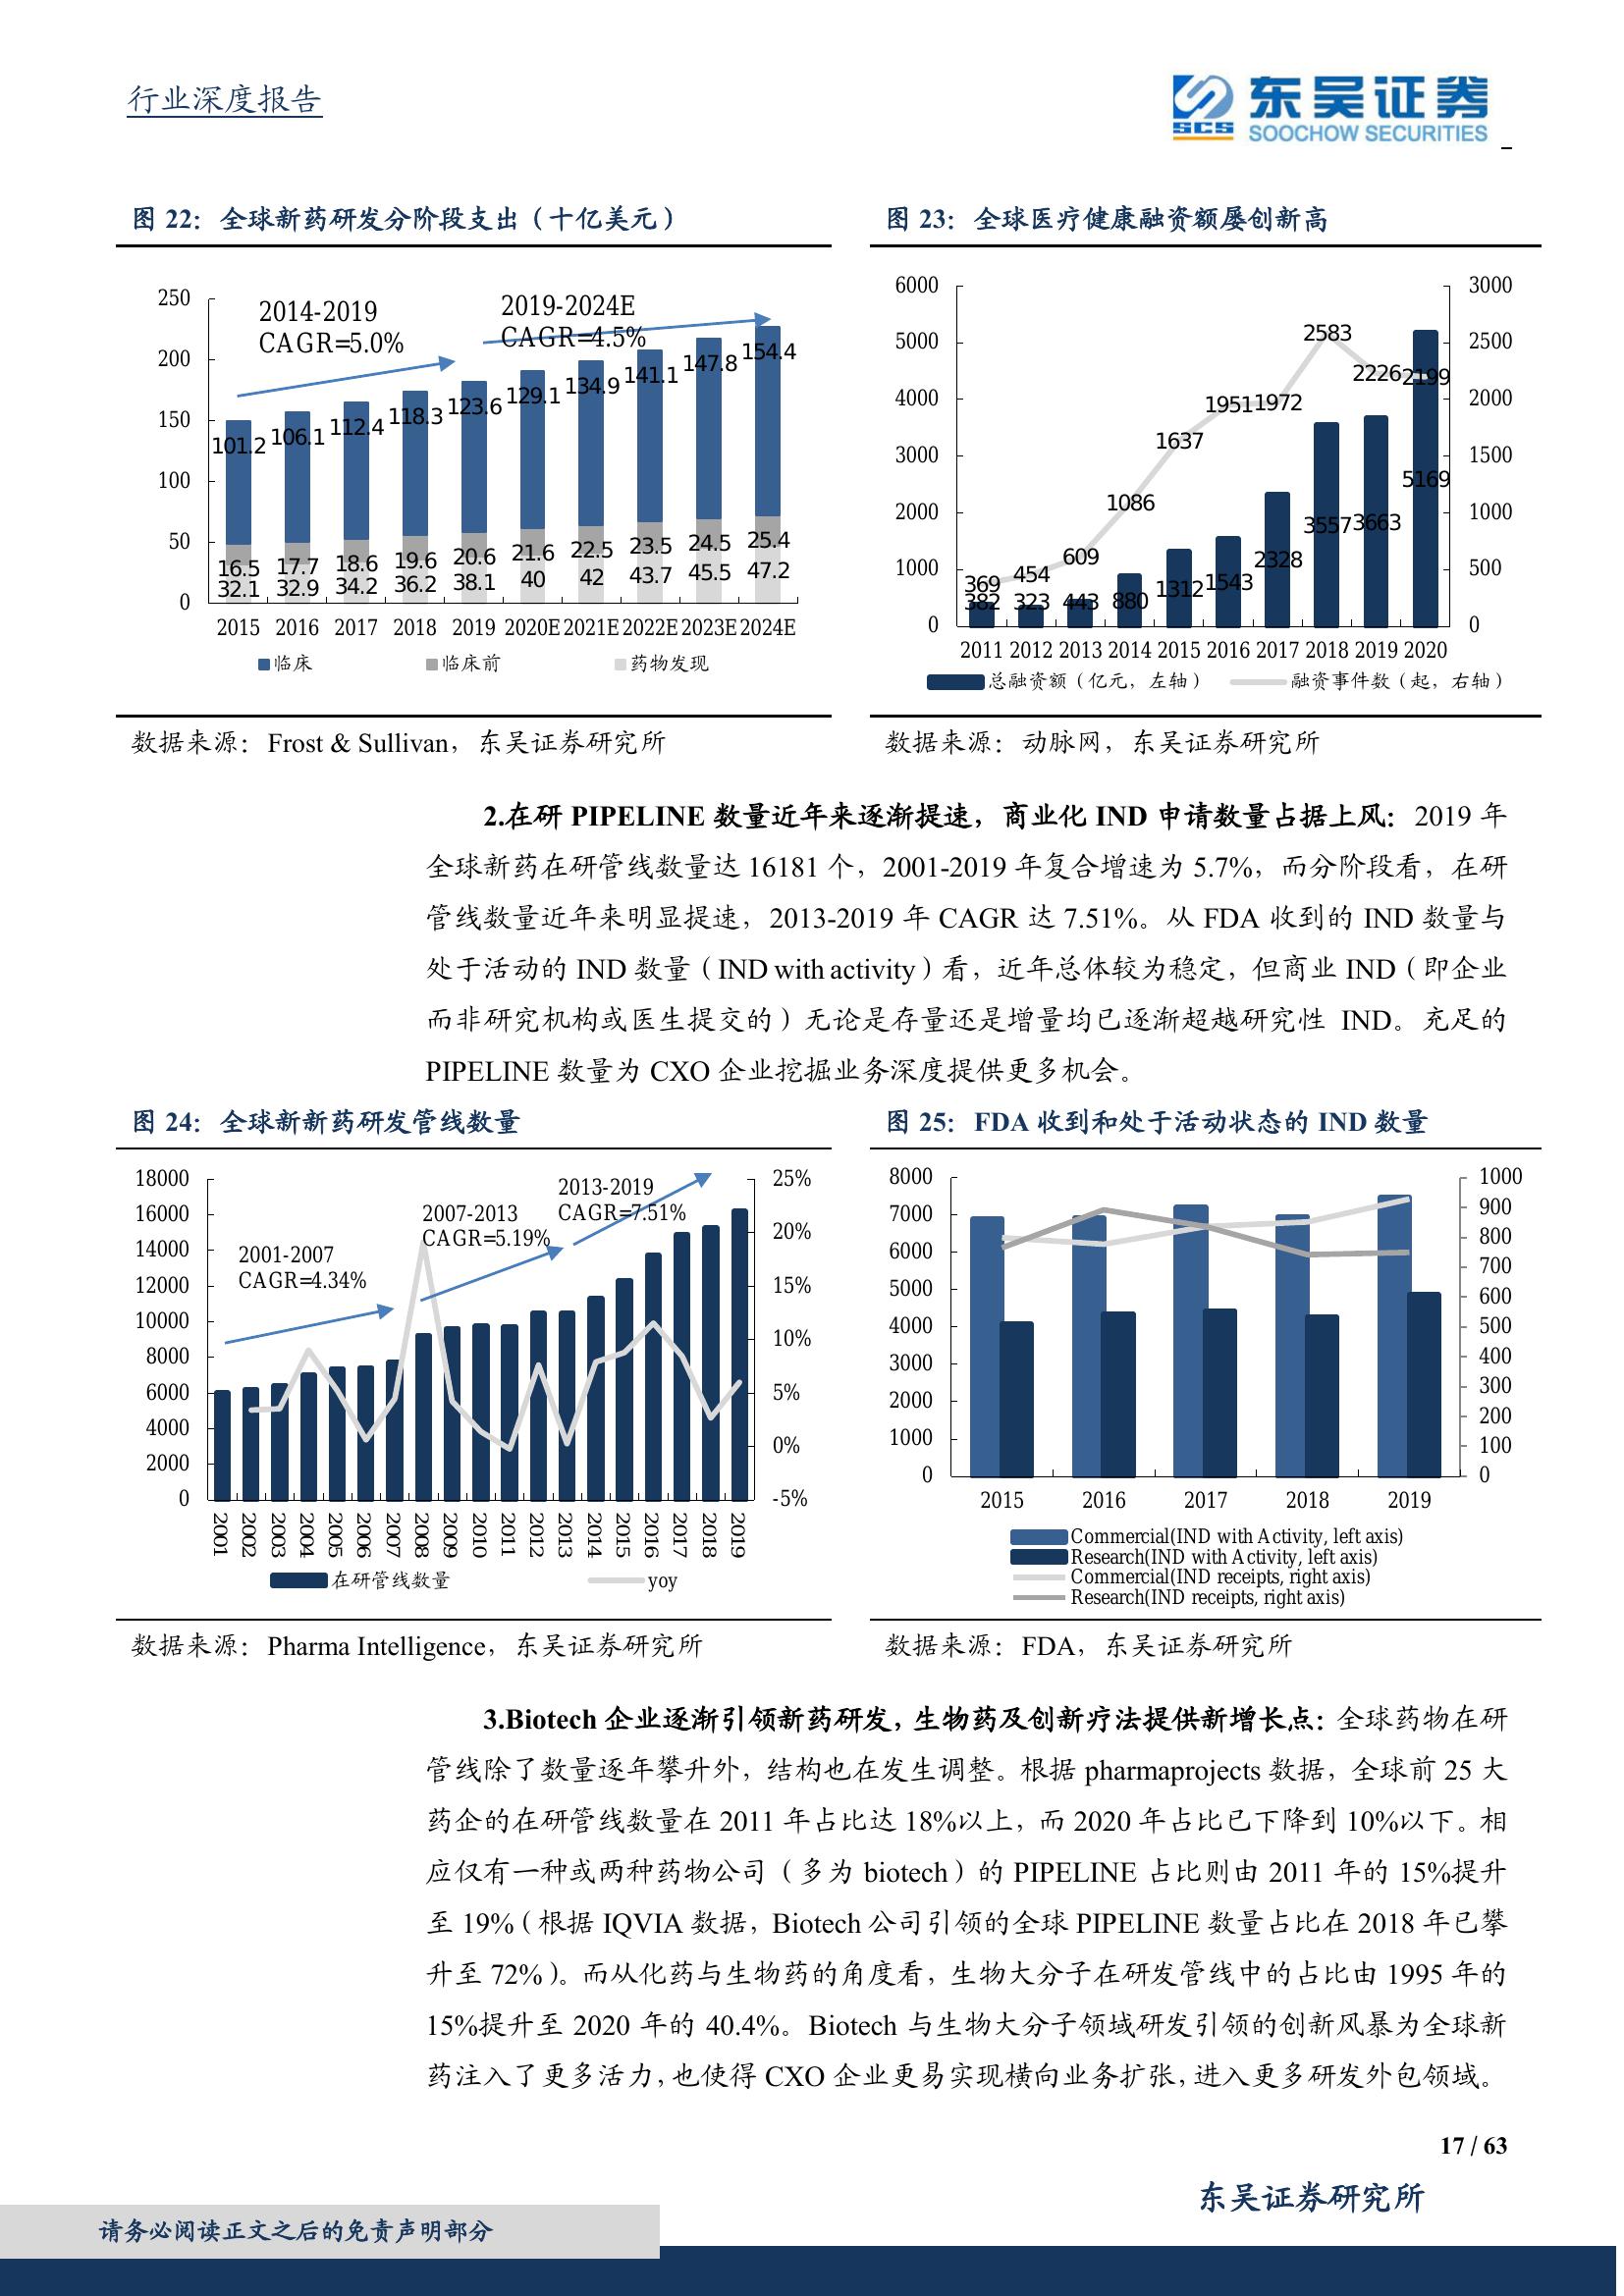 行业深度报告
SCS 东吴证券
SOOCHOW SECURITIES
图 22：全球新药研发分阶段支出（十亿美元）
250
200
150
100
50
0
2014-2019
CAGR=5.0%
2019-2024E
CAGR=4.5%
101.2 106.1 112.4 118.3 123.6 129.1 134.9 141.1 147.8 154.4
16.5 17.7 18.6 19.6 20.6 21.6 22.5 23.5 24.5 25.4
32.1 32.9 34.2 36.2 38.1 40 42 43.7 45.5 47.2
2015 2016 2017 2018 2019 2020E 2021E 2022E 2023E 2024E
临床 临床前 药物发现
数据来源：Frost & Sullivan，东吴证券研究所
图 23：全球医疗健康融资额屡创新高
6000
5000
4000
3000
2000
1000
0
369 454 609 1086 1637 1951 1972 2583 2226 2199
382 323 443 880 1312 1543 2328 3557 3663 5169
3000
2500
2000
1500
1000
500
0
2011 2012 2013 2014 2015 2016 2017 2018 2019 2020
总融资额（亿元，左轴） 融资事件数（起，右轴）
数据来源：动脉网，东吴证券研究所
2.在研 PIPELINE 数量近年来逐渐提速，商业化 IND 申请数量占据上风：2019 年
全球新药在研管线数量达 16181 个，2001-2019 年复合增速为 5.7%，而分阶段看，在研
管线数量近年来明显提速，2013-2019 年 CAGR 达 7.51%。从 FDA 收到的 IND 数量与
处于活动的 IND 数量（IND with activity）看，近年总体较为稳定，但商业 IND（即企业
而非研究机构或医生提交的）无论是存量还是增量均已逐渐超越研究性 IND。充足的
PIPELINE 数量为 CXO 企业挖掘业务深度提供更多机会。
图 24：全球新新药研发管线数量
18000
16000
14000
12000
10000
8000
6000
4000
2000
0
2001-2007
CAGR=4.34%
2007-2013
CAGR=5.19%
2013-2019
CAGR=7.51%
25%
20%
15%
10%
5%
0%
-5%
2001 2002 2003 2004 2005 2006 2007 2008 2009 2010 2011 2012 2013 2014 2015 2016 2017 2018 2019
在研管线数量 yoy
数据来源：Pharma Intelligence，东吴证券研究所
图 25：FDA 收到和处于活动状态的 IND 数量
8000
7000
6000
5000
4000
3000
2000
1000
0
1000
900
800
700
600
500
400
300
200
100
0
2015 2016 2017 2018 2019
Commercial(IND with Activity, left axis)
Research(IND with Activity, left axis)
Commercial(IND receipts, right axis)
Research(IND receipts, right axis)
数据来源：FDA，东吴证券研究所
3.Biotech 企业逐渐引领新药研发，生物药及创新疗法提供新增长点：全球药物在研
管线除了数量逐年攀升外，结构也在发生调整。根据 pharmaprojects 数据，全球前 25 大
药企的在研管线数量在 2011 年占比达 18%以上，而 2020 年占比已下降到 10%以下。相
应仅有一种或两种药物公司（多为 biotech）的 PIPELINE 占比则由 2011 年的 15%提升
至 19%（根据 IQVIA 数据，Biotech 公司引领的全球 PIPELINE 数量占比在 2018 年已攀
升至 72%）。而从化药与生物药的角度看，生物大分子在研发管线中的占比由 1995 年的
15%提升至 2020 年的 40.4%。Biotech 与生物大分子领域研发引领的创新风暴为全球新
药注入了更多活力，也使得 CXO 企业更易实现横向业务扩张，进入更多研发外包领域。
17 / 63
东吴证券研究所
请务必阅读正文之后的免责声明部分